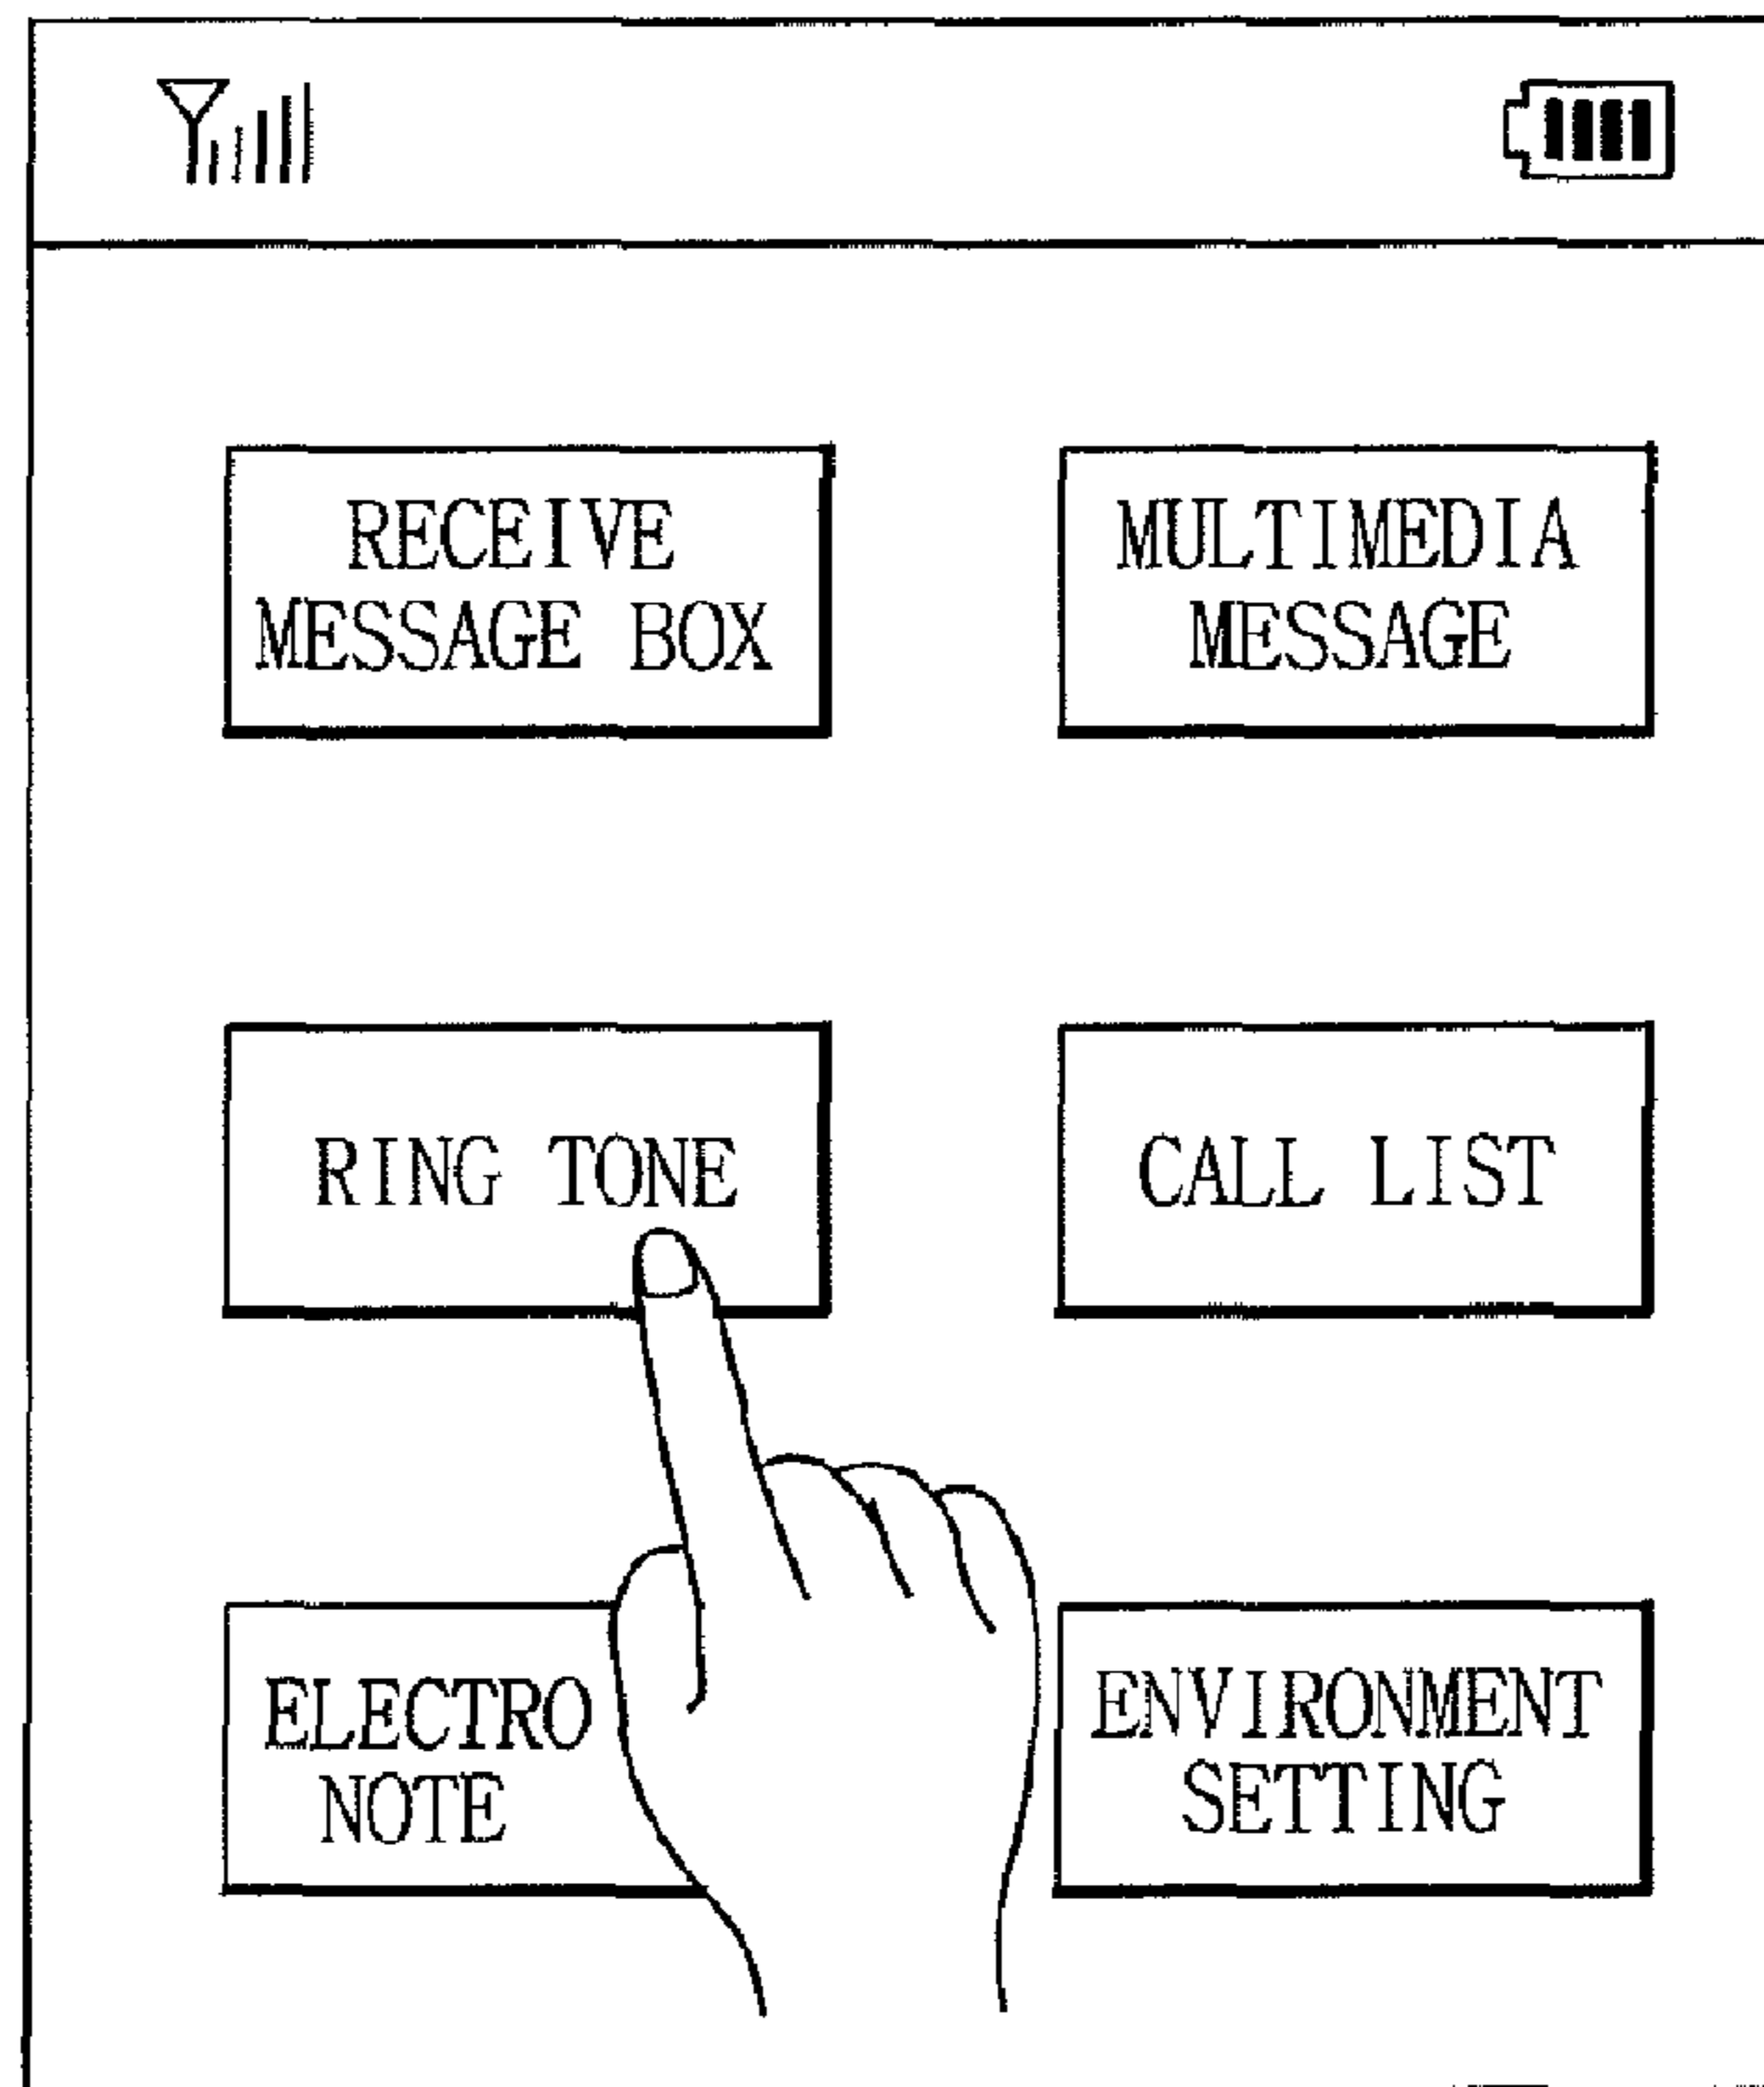 RECEIVE
MESSAGE BOX
MULTIMEDIA
MESSAGE
RING TONE
CALL LIST
ELECTRO
NOTE
ENVIRONMENT
SETTING